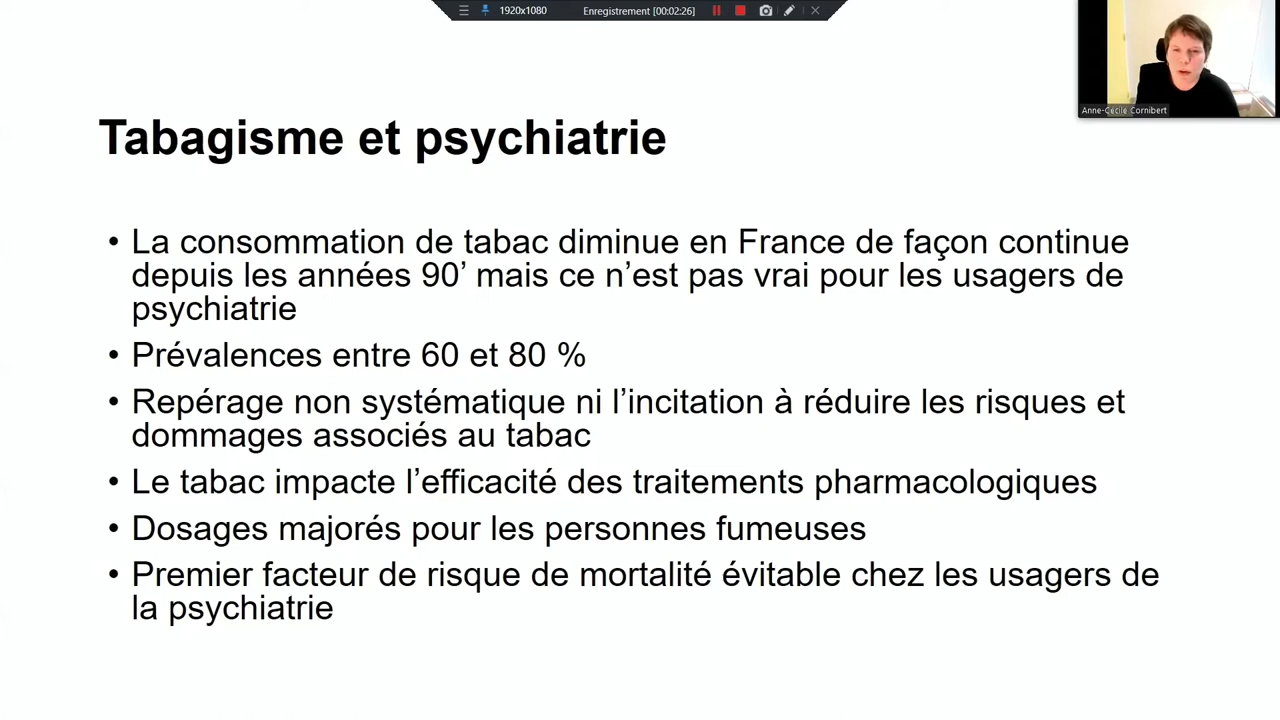 1920x1080
Enregistrement [00:02:26]
Anne-Cécile Cornibert
Tabagisme et psychiatrie
• La consommation de tabac diminue en France de façon continue
depuis les années 90’ mais ce n’est pas vrai pour les usagers de
psychiatrie
• Prévalences entre 60 et 80 %
• Repérage non systématique ni l’incitation à réduire les risques et
dommages associés au tabac
• Le tabac impacte l’efficacité des traitements pharmacologiques
• Dosages majorés pour les personnes fumeuses
• Premier facteur de risque de mortalité évitable chez les usagers de
la psychiatrie